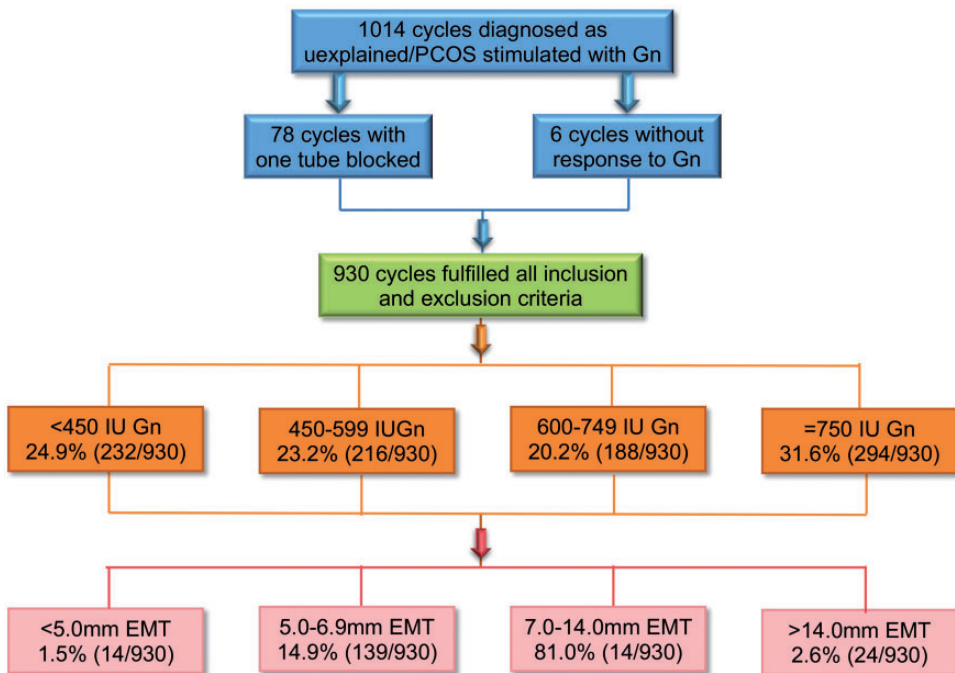 1014 cycles diagnosed as
uexplained/PCOS stimulated with Gn
78 cycles with
one tube blocked
6 cycles without
response to Gn
930 cycles fulfilled all inclusion
and exclusion criteria
<450 IU Gn
24.9% (232/930)
450-599 IUGn
23.2% (216/930)
600-749 IU Gn
20.2% (188/930)
=750 IU Gn
31.6% (294/930)
<5.0mm EMT
1.5% (14/930)
5.0-6.9mm EMT
14.9% (139/930)
7.0-14.0mm EMT
81.0% (14/930)
>14.0mm EMT
2.6% (24/930)